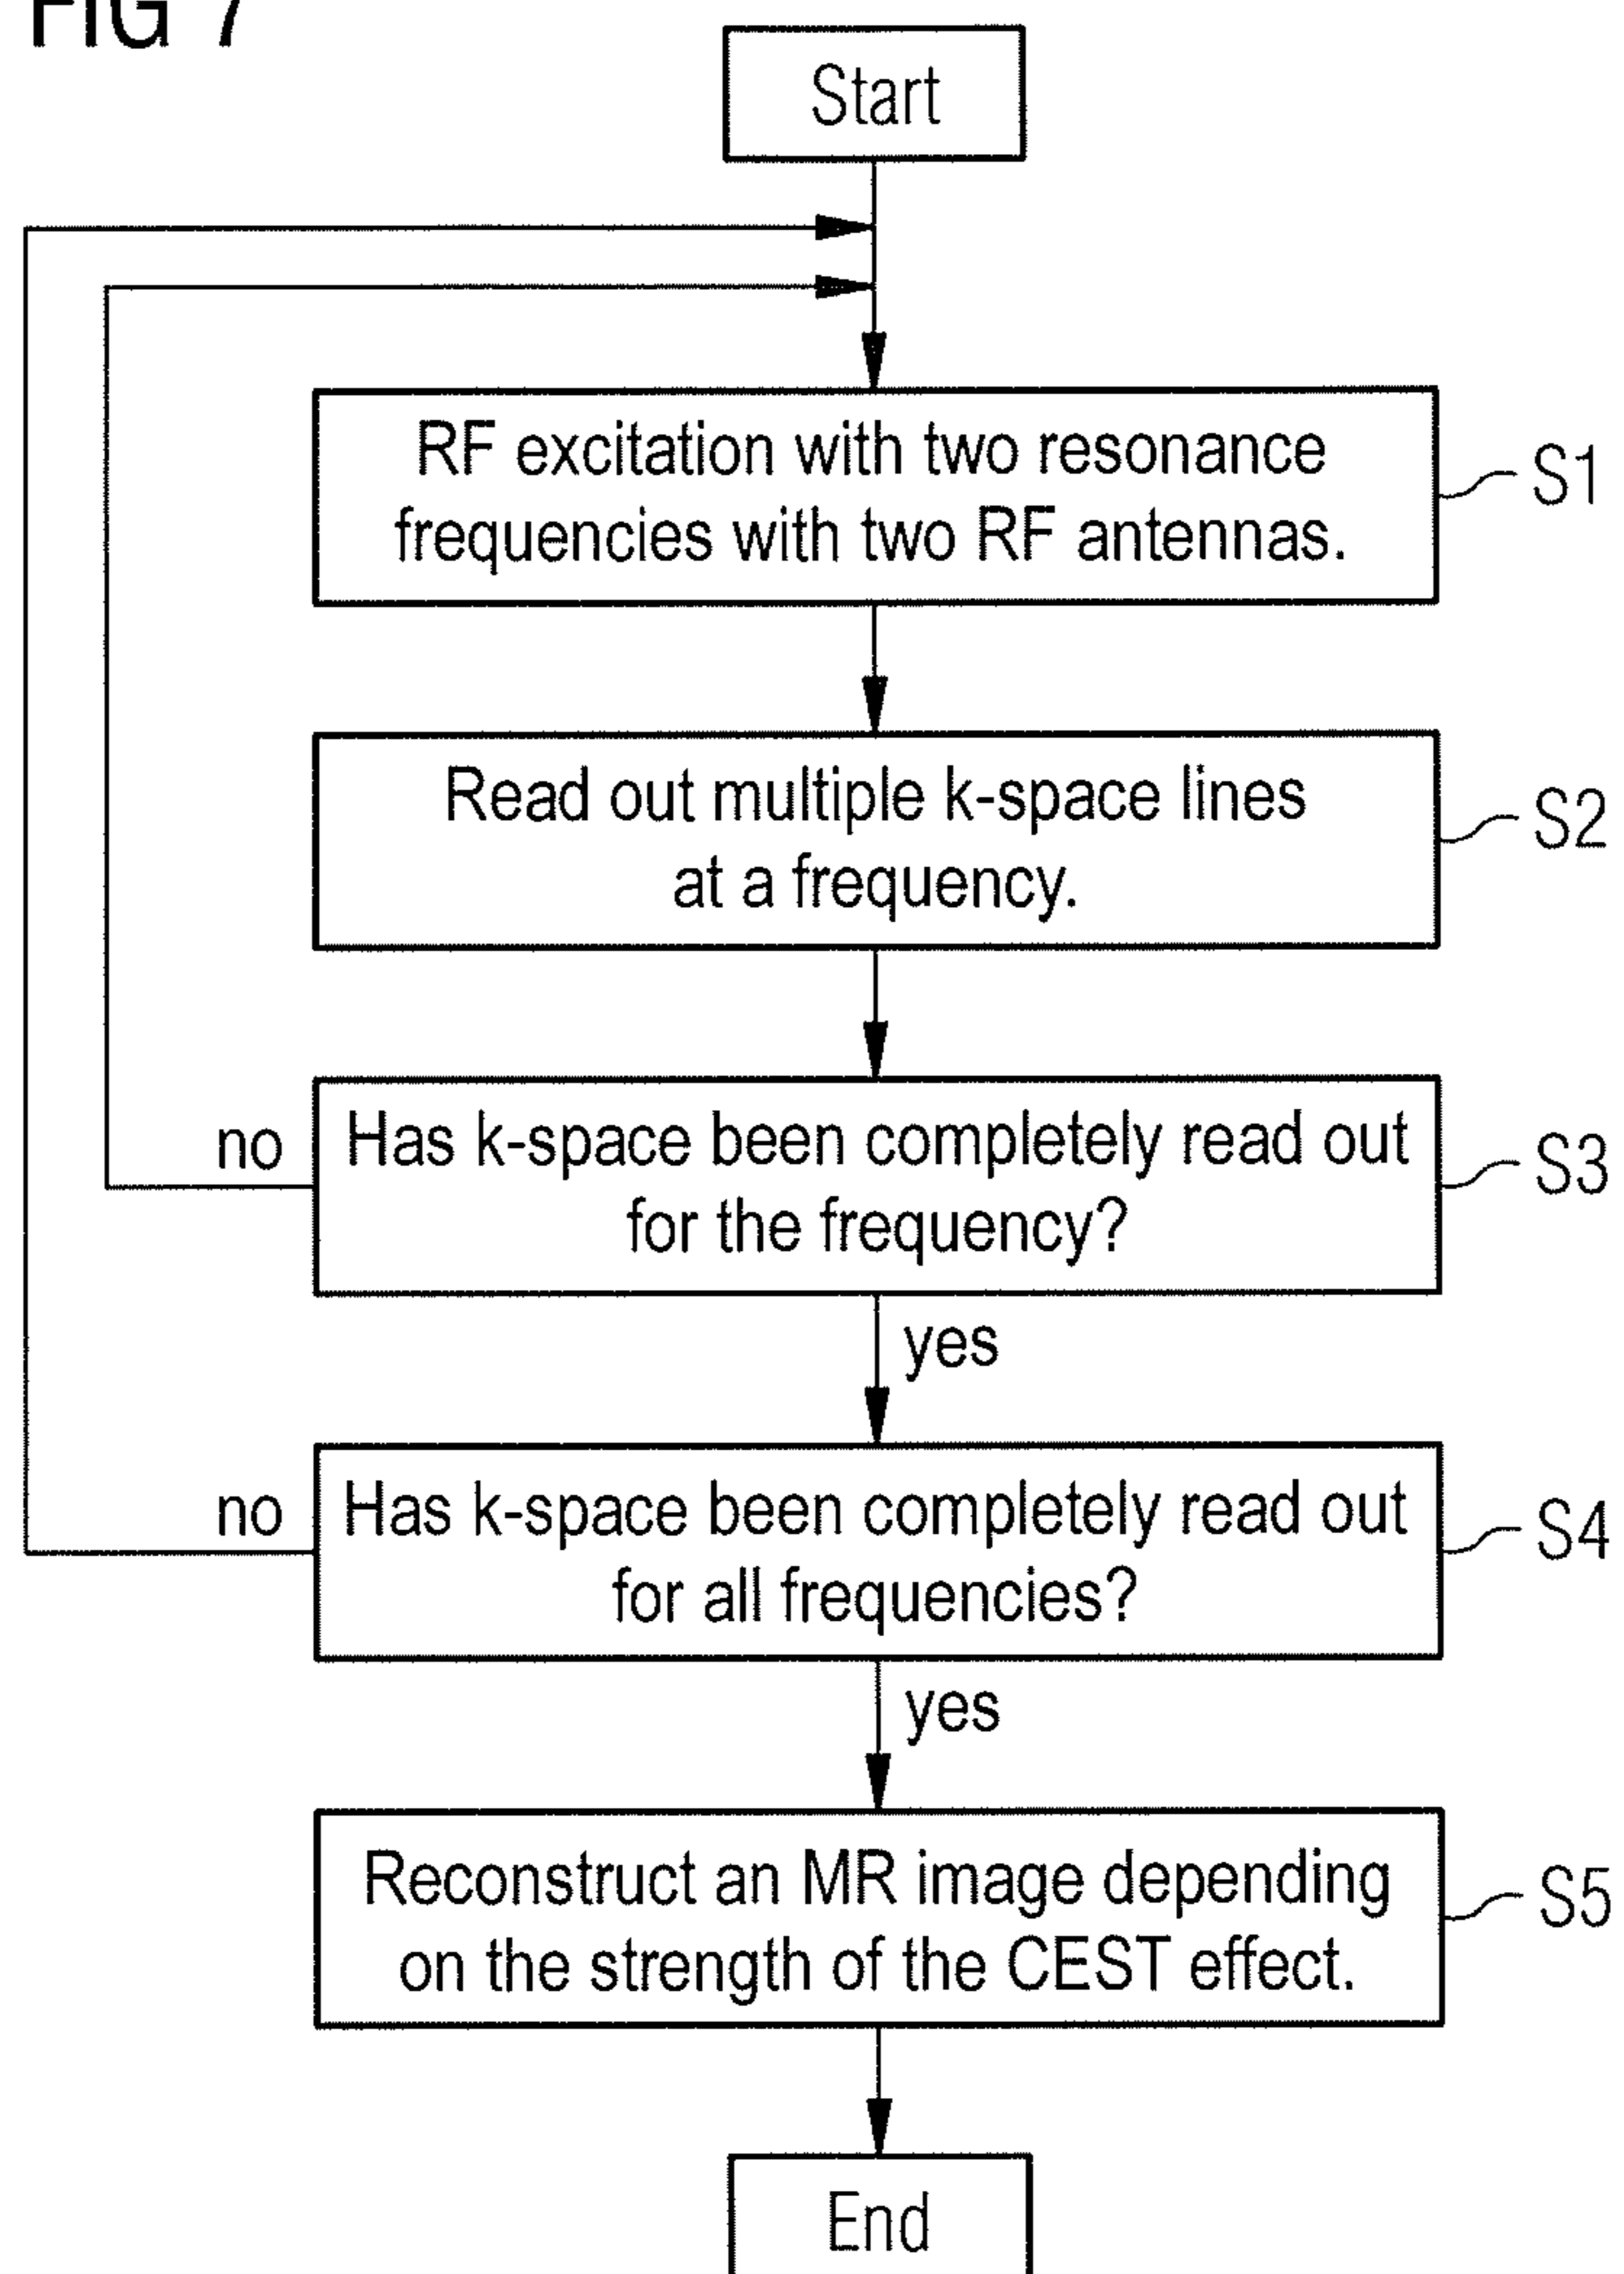 FIG 7
Start
RF excitation with two resonance
frequencies with two RF antennas.
S1
Read out multiple k-space lines
at a frequency.
S2
no
Has k-space been completely read out
for the frequency?
S3
yes
no
Has k-space been completely read out
for all frequencies?
S4
yes
Reconstruct an MR image depending
on the strength of the CEST effect.
S5
End